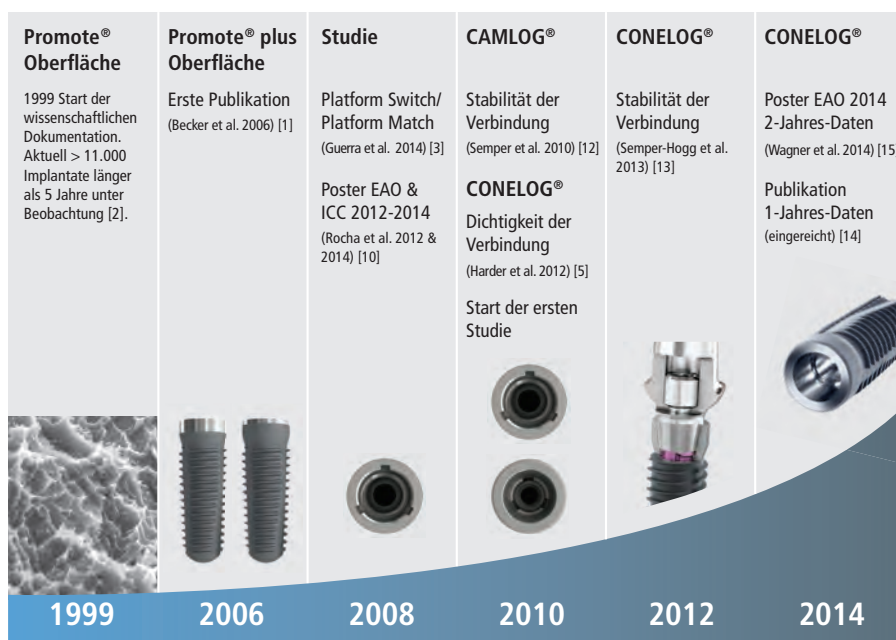 Promote®
Oberfläche
1999 Start der
wissenschaftlichen
Dokumentation.
Aktuell > 11.000
Implantate länger
als 5 Jahre unter
Beobachtung [2].
Promote® plus
Oberfläche
Erste Publikation
(Becker et al. 2006) [1]
Studie
Platform Switch/
Platform Match
(Guerra et al. 2014) [3]
Poster EAO &
ICC 2012-2014
(Rocha et al. 2012 &
2014) [10]
CAMLOG®
Stabilität der
Verbindung
(Semper et al. 2010) [12]
CONELOG®
Dichtigkeit der
Verbindung
(Harder et al. 2012) [5]
Start der ersten
Studie
CONELOG®
Stabilität der
Verbindung
(Semper-Hogg et al.
2013) [13]
CONELOG®
Poster EAO 2014
2-Jahres-Daten
(Wagner et al. 2014) [15]
Publikation
1-Jahres-Daten
(eingereicht) [14]
1999
2006
2008
2010
2012
2014